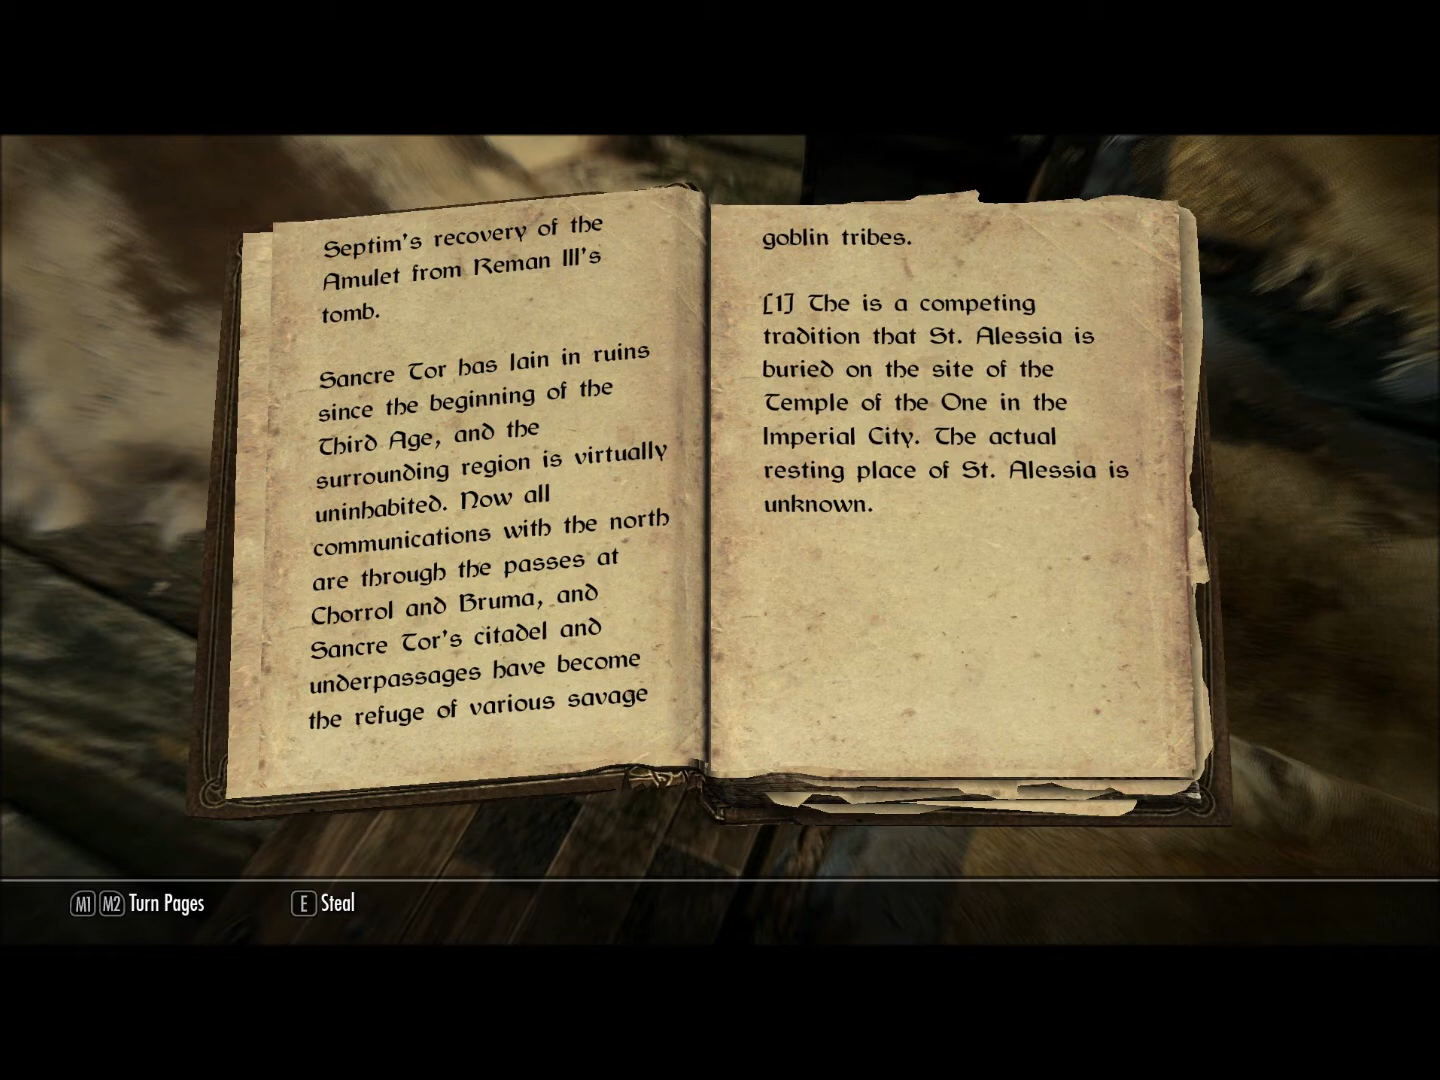 Septim's recovery of the
Amulet from Reman III's
tomb.
Sancre Tor has lain in ruins
since the beginning of the
Third Age, and the
surrounding region is virtually
uninhabited. Now all
communications with the north
are through the passes at
Chorrol and Bruma, and
Sancre Tor's citadel and
underpassages have become
the refuge of various savage
goblin tribes.
[1] The is a competing
tradition that St. Alessia is
buried on the site of the
Temple of the One in the
Imperial City. The actual
resting place of St. Alessia is
unknown.
M1 M2 Turn Pages
E Steal